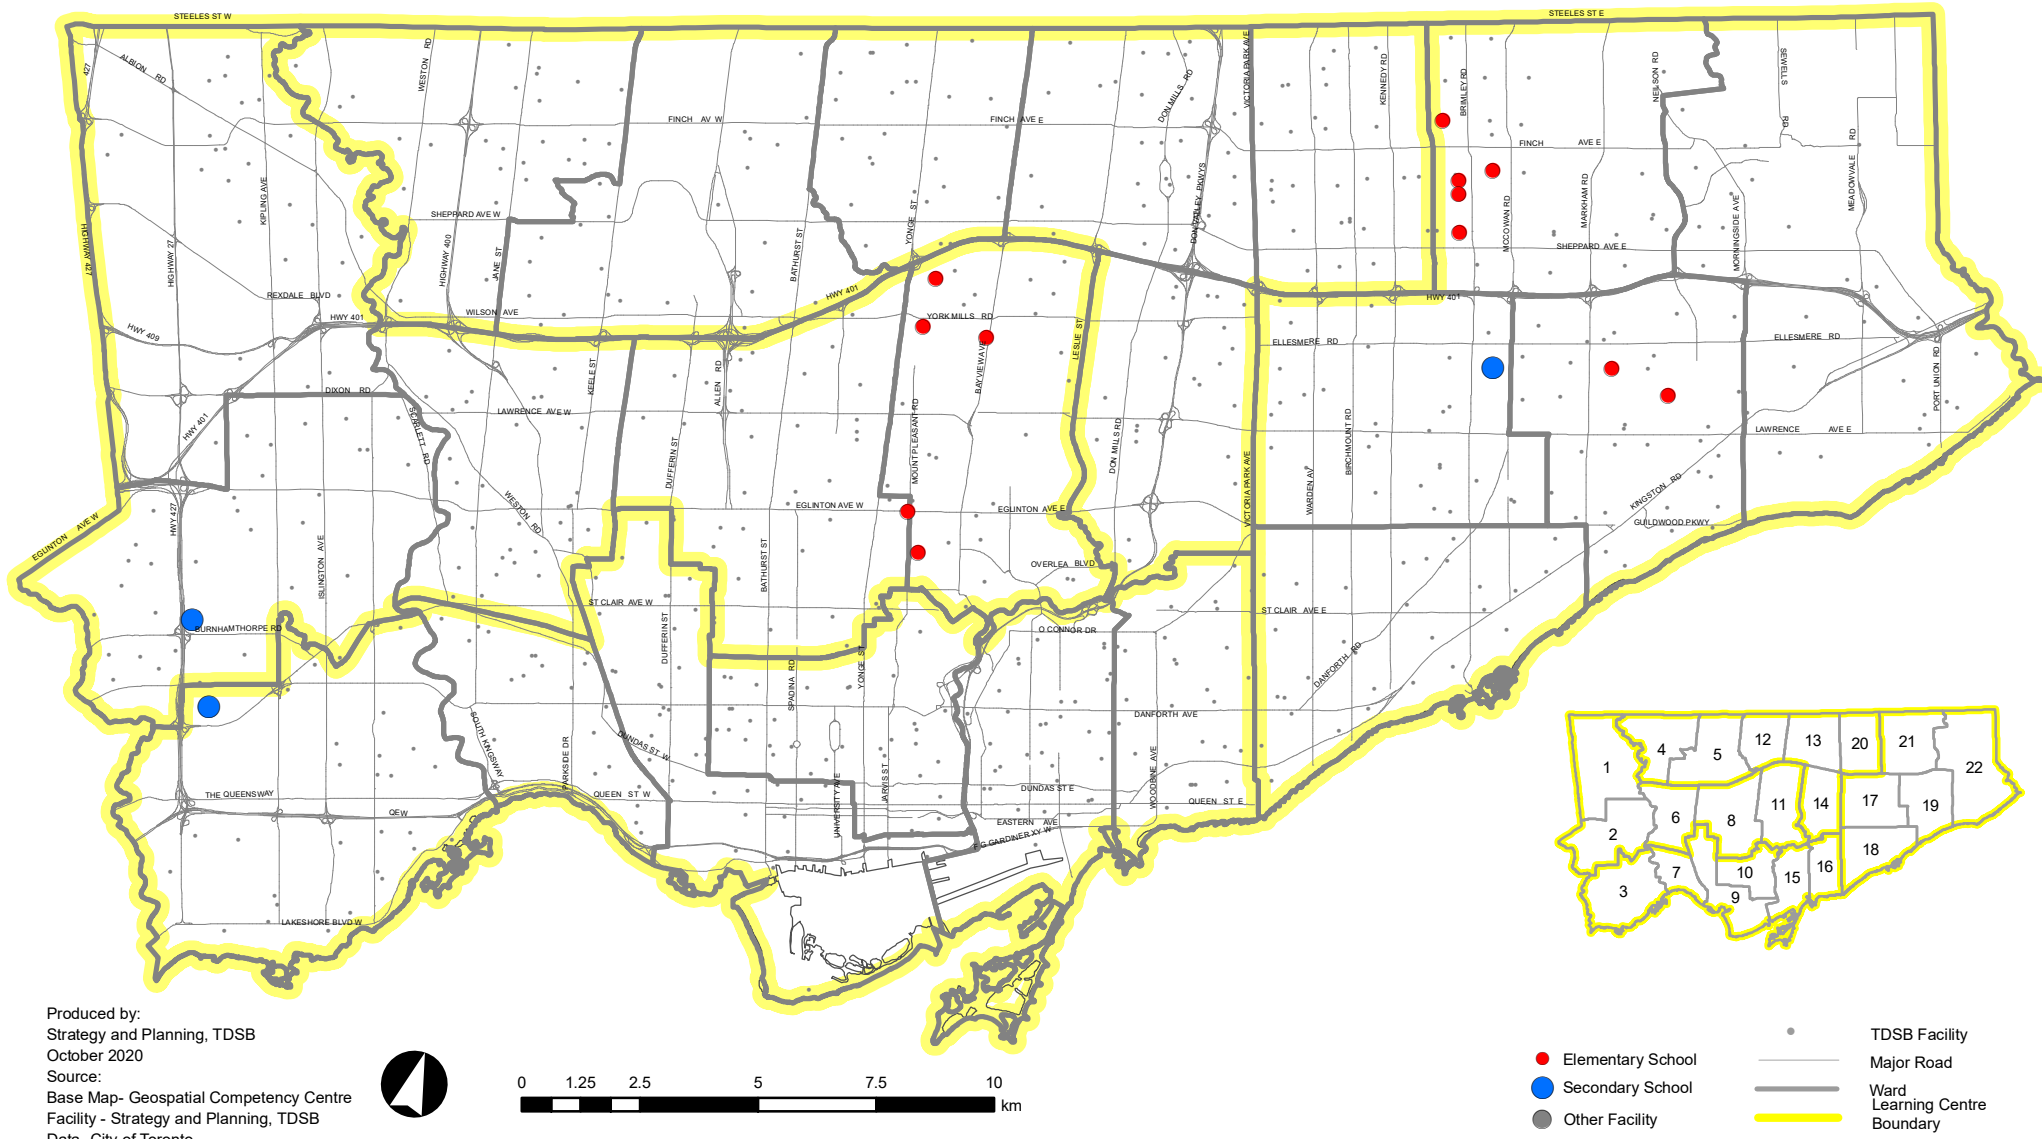 STEELES ST W
STEELES ST E
ALBION RD
427
KIPLING AVE
WESTON RD
DON MILLS RD
VICTORIA PARK AVE
KENNEDY RD
BRIMLEY RD
NEILSON RD
SEWELLS RD
FINCH AV W
FINCH AVE E
FINCH AVE E
MEADOWVALE RD
MARKHAM RD
MCCOWAN RD
MORNINGSIDE AVE
HIGHWAY 427
HIGHWAY 27
HIGHWAY 400
JANE ST
SHEPPARD AVE W
BATHURST ST
YONGE ST
DON VALLEY PKWYS
SHEPPARD AVE E
REXDALE BLVD
HWY 401
WILSON AVE
HWY 401
YORK MILLS RD
HWY 401
HWY 409
LESLIE ST
ELLESMERE RD
ELLESMERE RD
KEELE ST
ALLEN RD
BAYVIEW AVE
PORT UNION RD
DIXON RD
HWY 401
SCARLETT RD
LAWRENCE AVE W
MOUNT PLEASANT RD
DON MILLS RD
BIRCHMOUNT RD
LAWRENCE AVE E
DUFFERIN ST
VICTORIA PARK AVE
WARDEN AV
KINGSTON RD
GUILDWOOD PKWY
EGLINTON AVE W
HWY 427
ISLINGTON AVE
WESTON RD
EGLINTON AVE W
EGLINTON AVE E
BATHURST ST
OVERLEA BLVD
ST CLAIR AVE W
ST CLAIR AVE E
BURNHAMTHORPE RD
DUFFERIN ST
O CONNOR DR
YONGE ST
SPADINA RD
DANFORTH RD
SOUTH KINGSWAY
PARKSIDE DR
DUNDAS ST W
DANFORTH AVE
WOODBINE AVE
THE QUEENSWAY
QUEEN ST W
UNIVERSITY AVE
JARVIS ST
DUNDAS ST E
QUEEN ST E
QEW
EASTERN AVE
F G GARDINER XY W
LAKESHORE BLVD W
1
2
3
4
5
6
7
8
9
10
11
12
13
14
15
16
17
18
19
20
21
22
Produced by:
Strategy and Planning, TDSB
October 2020
Source:
Base Map- Geospatial Competency Centre
Facility - Strategy and Planning, TDSB
Data- City of Toronto
0 1.25 2.5 5 7.5 10
km
Elementary School
Secondary School
Other Facility
TDSB Facility
Major Road
Ward
Learning Centre
Boundary